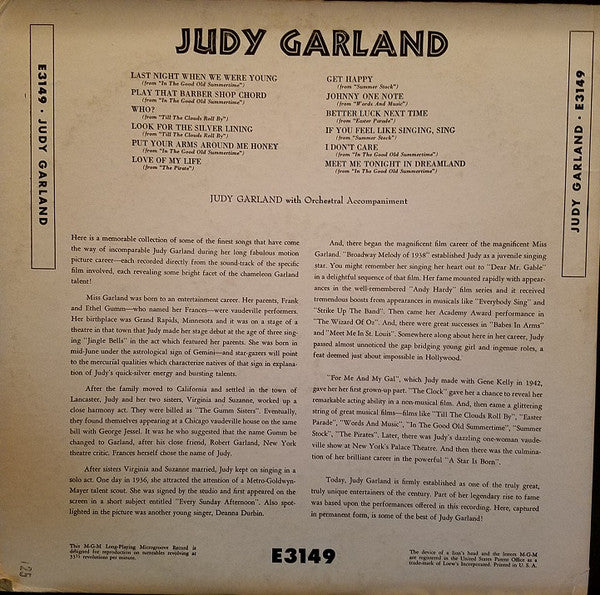 JUDY GARLAND
E3149 · JUDY GARLAND
JUDY GARLAND · E3149
LAST NIGHT WHEN WE WERE YOUNG
(from "In The Good Old Summertime")
PLAY THAT BARBER SHOP CHORD
(from "In The Good Old Summertime")
WHO?
(from "Till The Clouds Roll By")
LOOK FOR THE SILVER LINING
(from "Till The Clouds Roll By")
PUT YOUR ARMS AROUND ME HONEY
(from "In The Good Old Summertime")
LOVE OF MY LIFE
(from "The Pirate")
GET HAPPY
(from "Summer Stock")
JOHNNY ONE NOTE
(from "Words And Music")
BETTER LUCK NEXT TIME
(from "Easter Parade")
IF YOU FEEL LIKE SINGING, SING
(from "Summer Stock")
I DON'T CARE
(from "In The Good Old Summertime")
MEET ME TONIGHT IN DREAMLAND
(from "In The Good Old Summertime")
JUDY GARLAND with Orchestral Accompaniment
Here is a memorable collection of some of the finest songs that have come
the way of incomparable Judy Garland during her long fabulous motion
picture career—each recorded directly from the sound-track of the specific
film involved, each revealing some bright facet of the chameleon Garland
talent!
Miss Garland was born to an entertainment career. Her parents, Frank
and Ethel Gumm—who named her Frances—were vaudeville performers.
Her birthplace was Grand Rapids, Minnesota and it was on a stage of a
theatre in that town that Judy made her stage debut at the age of three sing-
ing "Jingle Bells" in the act which featured her parents. She was born in
mid-June under the astrological sign of Gemini—and star-gazers will point
to the mercurial qualities which characterize natives of that sign in explana-
tion of Judy's quick-silver energy and bursting talents.
After the family moved to California and settled in the town of
Lancaster, Judy and her two sisters, Virginia and Suzanne, worked up a
close harmony act. They were billed as "The Gumm Sisters". Eventually,
they found themselves appearing at a Chicago vaudeville house on the same
bill with George Jessel. It was he who suggested that the name Gumm be
changed to Garland, after his close friend, Robert Garland, New York
theatre critic. Frances herself chose the name of Judy.
After sisters Virginia and Suzanne married, Judy kept on singing in a
solo act. One day in 1936, she attracted the attention of a Metro-Goldwyn-
Mayer talent scout. She was signed by the studio and first appeared on the
screen in a short subject entitled "Every Sunday Afternoon". Also spot-
lighted in the picture was another young singer, Deanna Durbin.
And, there began the magnificent film career of the magnificent Miss
Garland. "Broadway Melody of 1938" established Judy as a juvenile singing
star. You might remember her singing her heart out to "Dear Mr. Gable"
in a delightful sequence of that film. Her fame mounted rapidly with appear-
ances in the well-remembered "Andy Hardy" film series and it received
tremendous boosts from appearances in musicals like "Everybody Sing" and
"Strike Up The Band". Then came her Academy Award performance in
"The Wizard Of Oz". And, there were great successes in "Babes In Arms"
and "Meet Me In St. Louis". Somewhere along about here in her career, Judy
passed almost unnoticed the gap bridging young girl and ingenue roles, a
feat deemed just about impossible in Hollywood.
"For Me And My Gal", which Judy made with Gene Kelly in 1942,
gave her her first grown-up part. "The Clock" gave her a chance to reveal her
remarkable acting ability in a non-musical film. And, then came a glittering
string of great musical films—films like "Till The Clouds Roll By", "Easter
Parade", "Words And Music", "In The Good Old Summertime", "Summer
Stock", "The Pirates". Later, there was Judy's dazzling one-woman vaude-
ville show at New York's Palace Theatre. And then there was the culmina-
tion of her brilliant career in the powerful "A Star Is Born".
Today, Judy Garland is firmly established as one of the truly great,
truly unique entertainers of the century. Part of her legendary rise to fame
was based upon the performances offered in this recording. Here, captured
in permanent form, is some of the best of Judy Garland!
This M-G-M Long-Playing Microgroove Record is
designed for reproduction on turntables revolving at
33⅓ revolutions per minute.
E3149
The device of a lion's head and the letters M-G-M
are registered in the United States Patent Office as a
trade-mark of Loew's Incorporated. Printed in U. S. A.
125